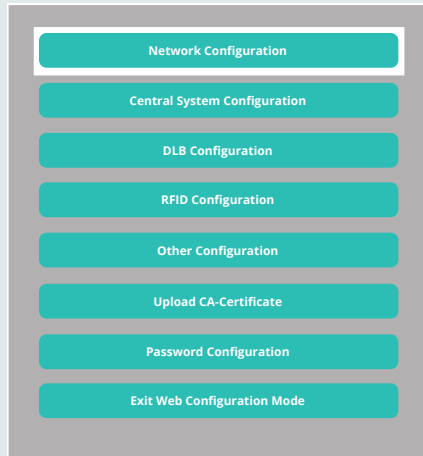 Network Configuration
Central System Configuration
DLB Configuration
RFID Configuration
Other Configuration
Upload CA-Certificate
Password Configuration
Exit Web Configuration Mode